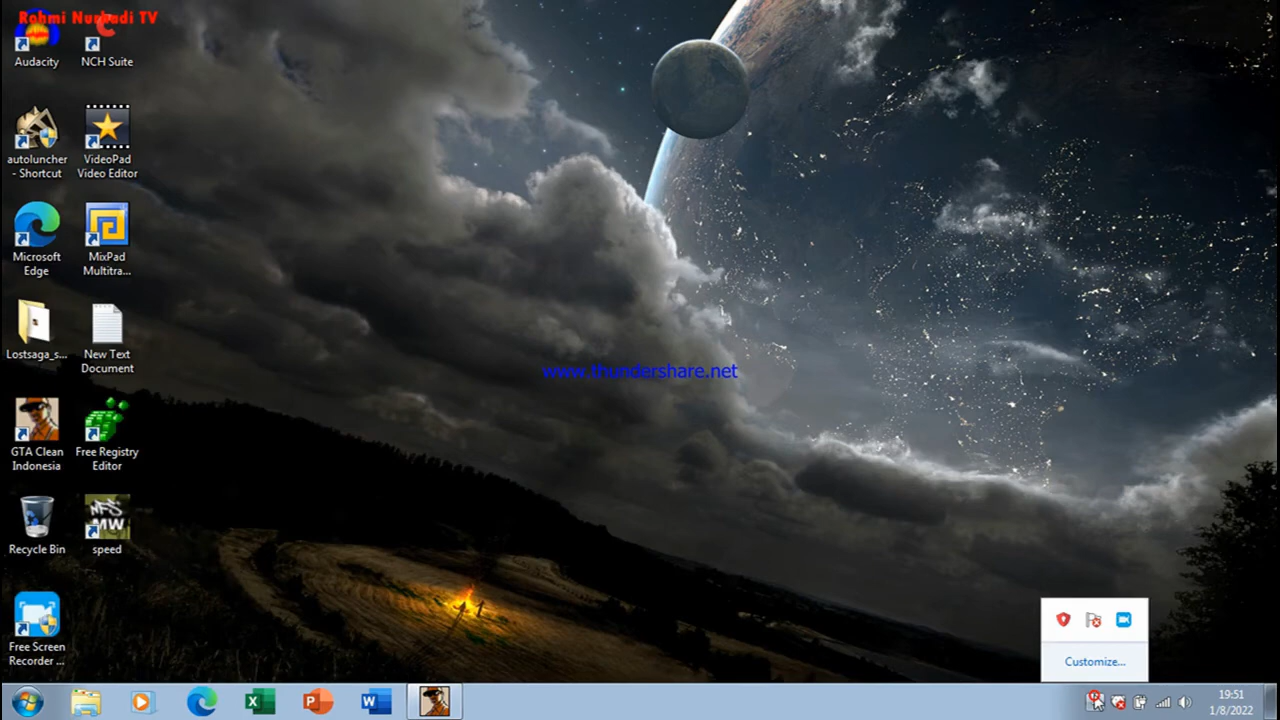 Rohmi Nurhadi TV
Audacity
NCH Suite
autoluncher
- Shortcut
VideoPad
Video Editor
Microsoft
Edge
MixPad
Multitra...
Lostsaga_s...
New Text
Document
GTA Clean
Indonesia
Free Registry
Editor
Recycle Bin
NFS
MW
speed
Free Screen
Recorder ...
www.thundershare.net
Customize...
19:51
1/8/2022